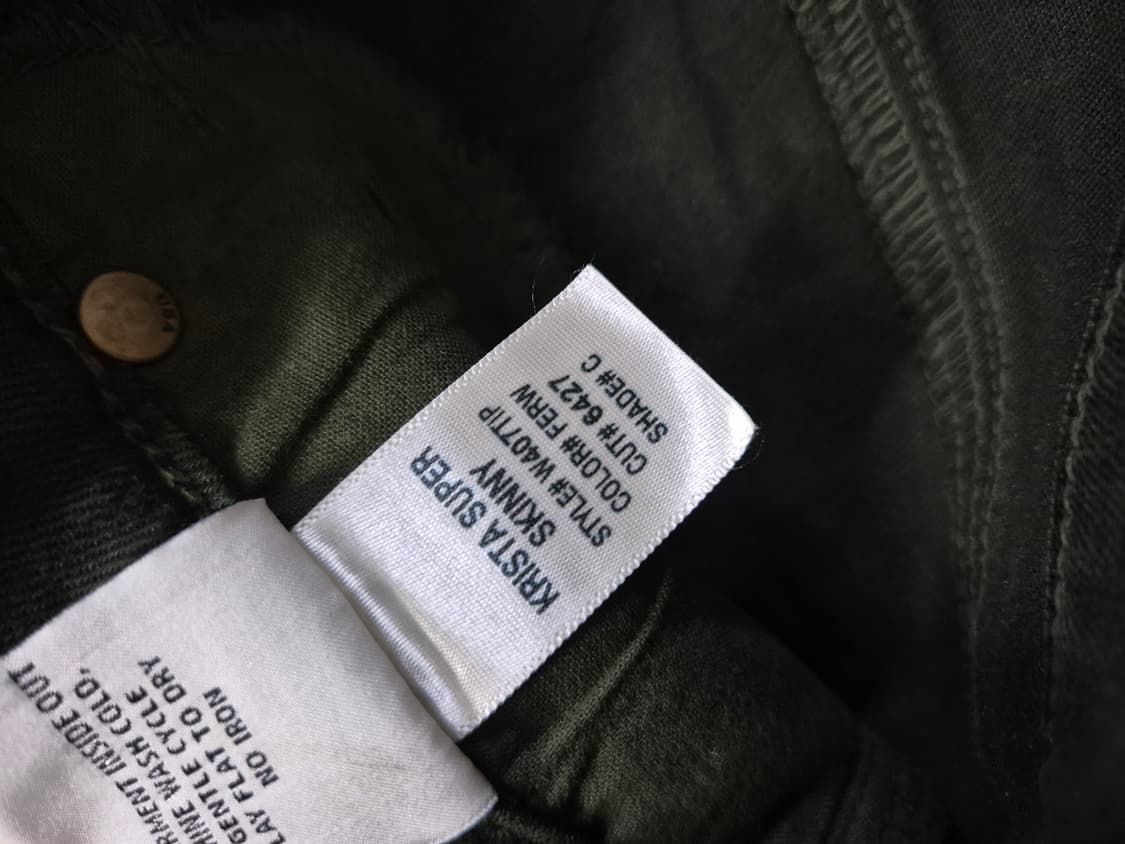 KRISTA SUPER
SKINNY
STYLE# W407TIP
COLOR# FERW
CUT# 6427
SHADE# C
INSIDE OUT
WASH COLD,
GENTLE CYCLE
FLAT TO DRY
NO IRON